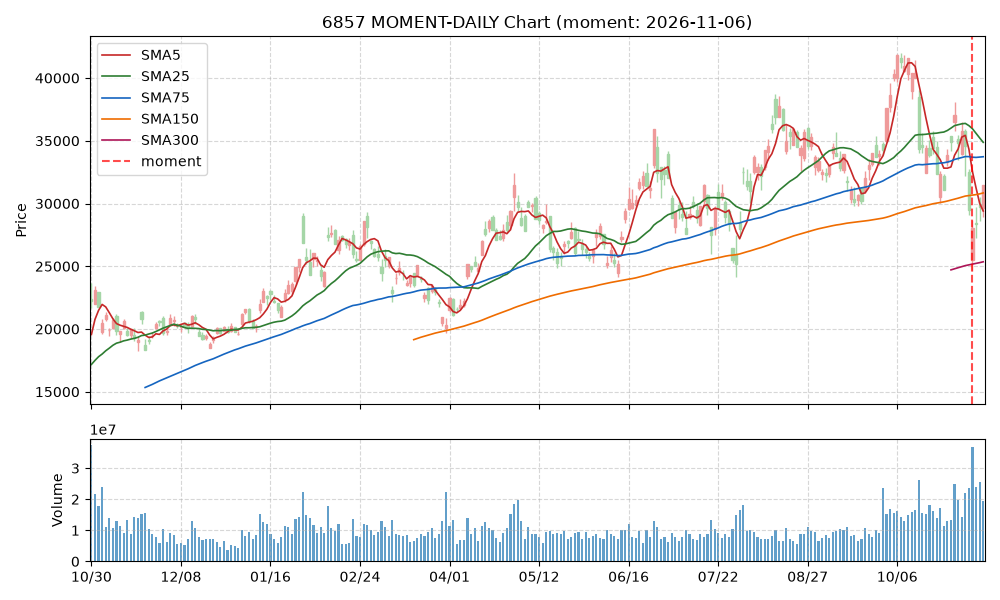 6857 MOMENT-DAILY Chart (moment: 2026-11-06)
SMA5
SMA25
SMA75
SMA150
SMA300
moment
Price
40000
35000
30000
25000
20000
15000
1e7
Volume
3
2
1
0
10/30 12/08 01/16 02/24 04/01 05/12 06/16 07/22 08/27 10/06